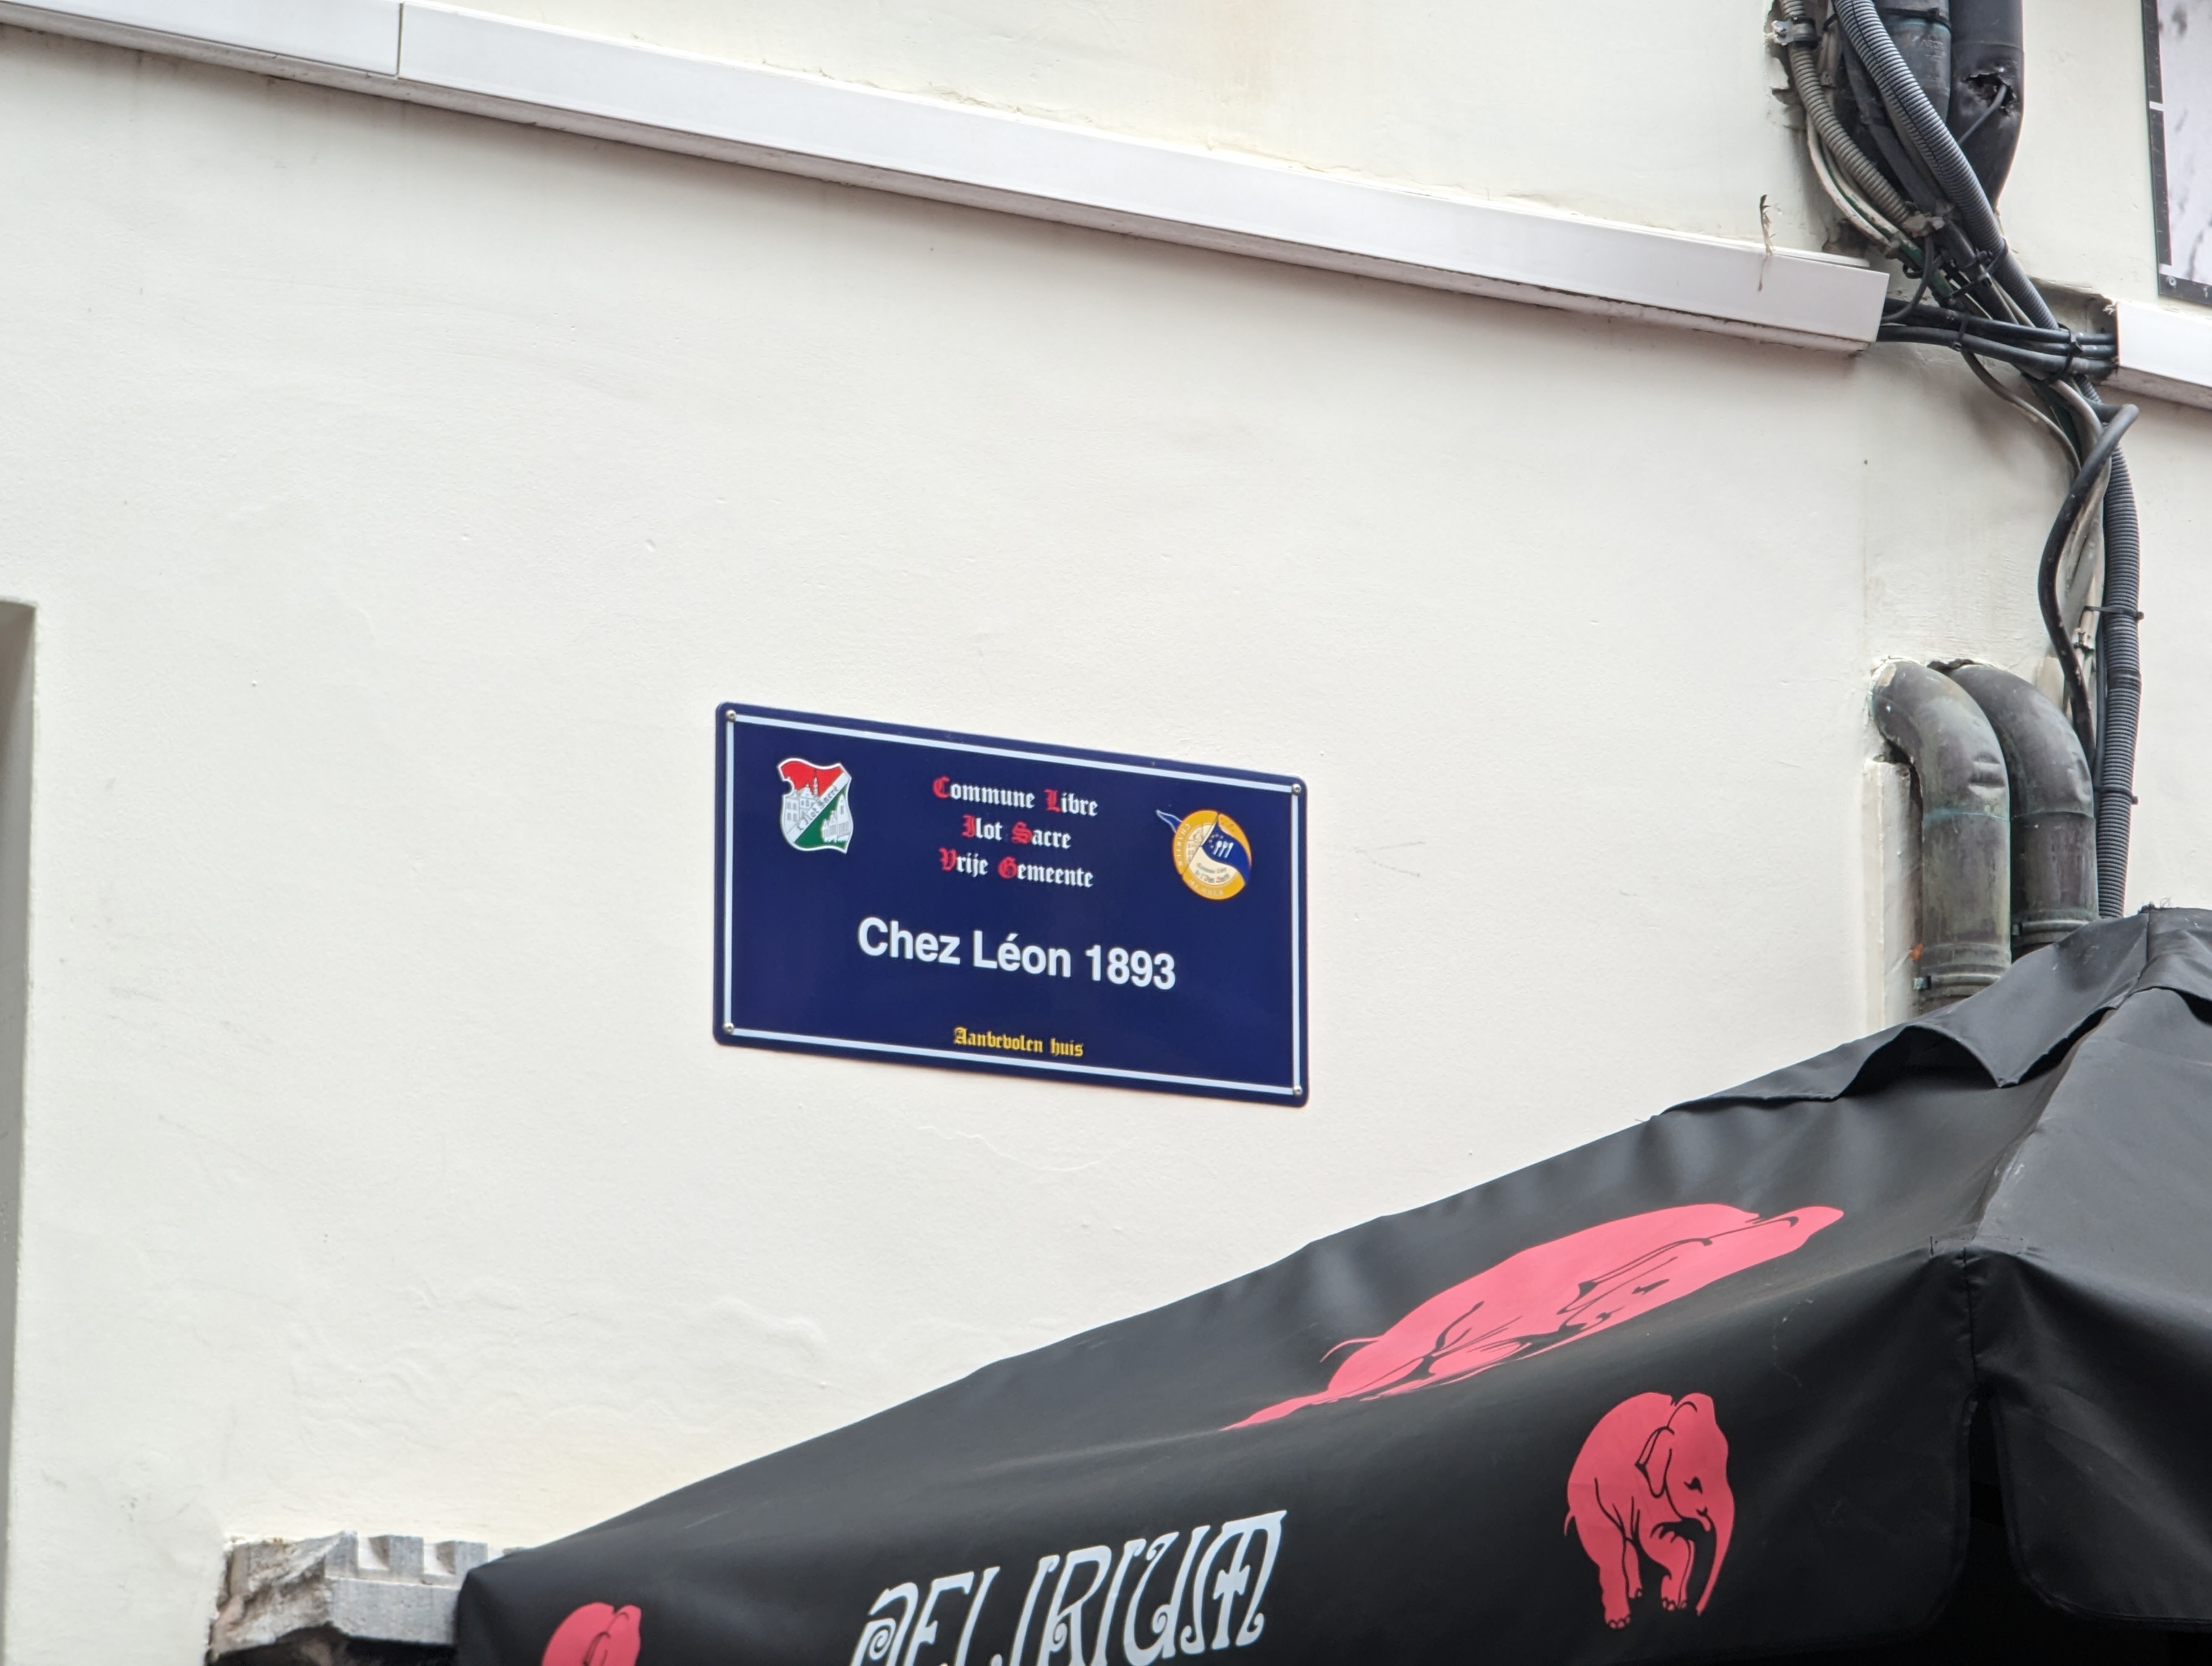 Commune Libre
Ilot Sacre
Vrije Gemeente
Chez Léon 1893
Aanbevolen huis
DELIRIUM